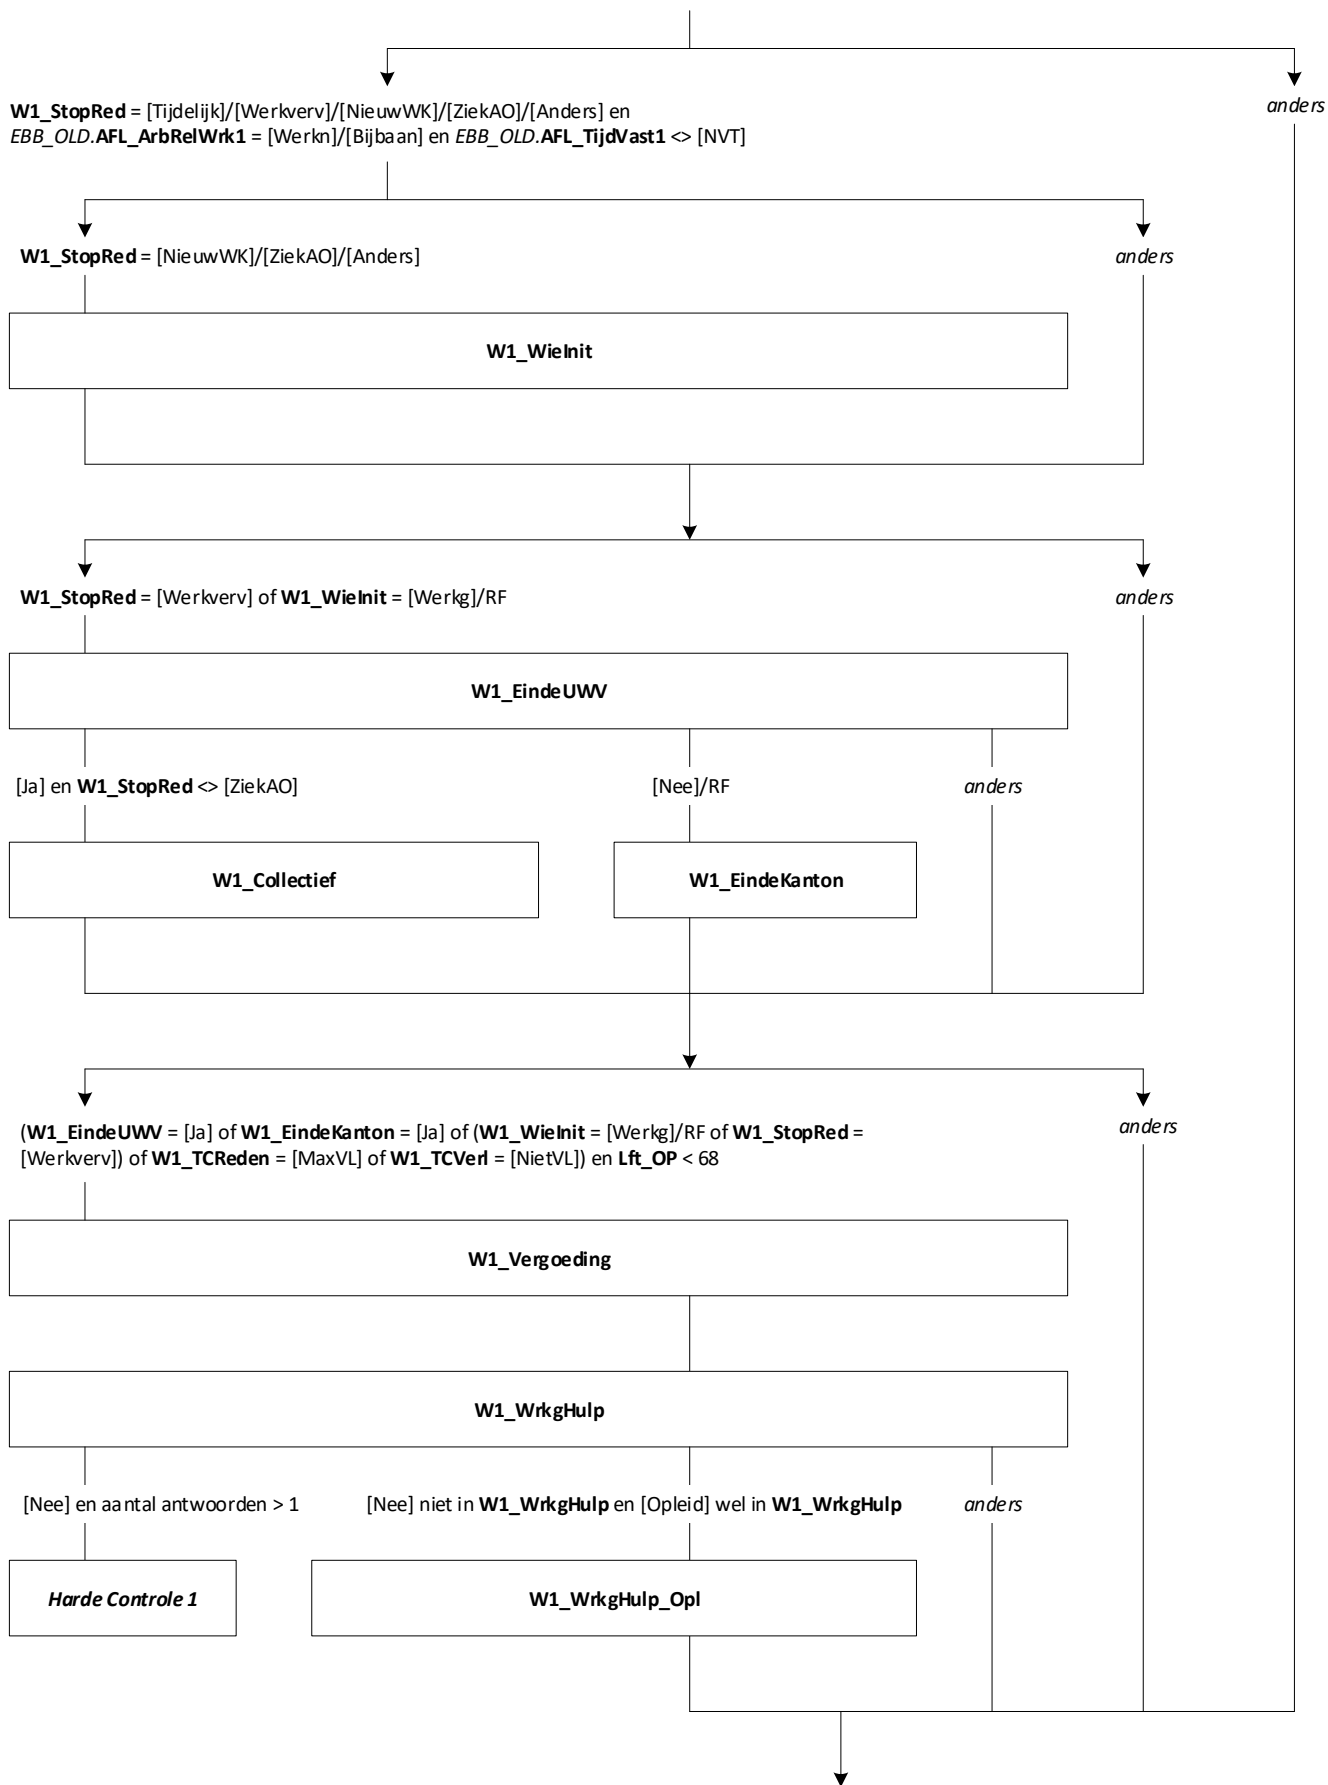 anders
W1_StopRed = [Tijdelijk]/[Werkverv]/[NieuwWK]/[ZiekAO]/[Anders] en
EBB_OLD.AFL_ArbRelWrk1 = [Werkn]/[Bijbaan] en EBB_OLD.AFL_TijdVast1 <> [NVT]
W1_StopRed = [NieuwWK]/[ZiekAO]/[Anders]
anders
W1_WieInit
W1_StopRed = [Werkverv] of W1_WieInit = [Werkg]/RF
anders
W1_EindeUWV
[Ja] en W1_StopRed <> [ZiekAO]
[Nee]/RF
anders
W1_Collectief
W1_EindeKanton
(W1_EindeUWV = [Ja] of W1_EindeKanton = [Ja] of (W1_WieInit = [Werkg]/RF of W1_StopRed =
[Werkverv]) of W1_TCReden = [MaxVL] of W1_TCVerl = [NietVL]) en Lft_OP < 68
anders
W1_Vergoeding
W1_WrkgHulp
[Nee] en aantal antwoorden > 1
[Nee] niet in W1_WrkgHulp en [Opleid] wel in W1_WrkgHulp
anders
Harde Controle 1
W1_WrkgHulp_Opl